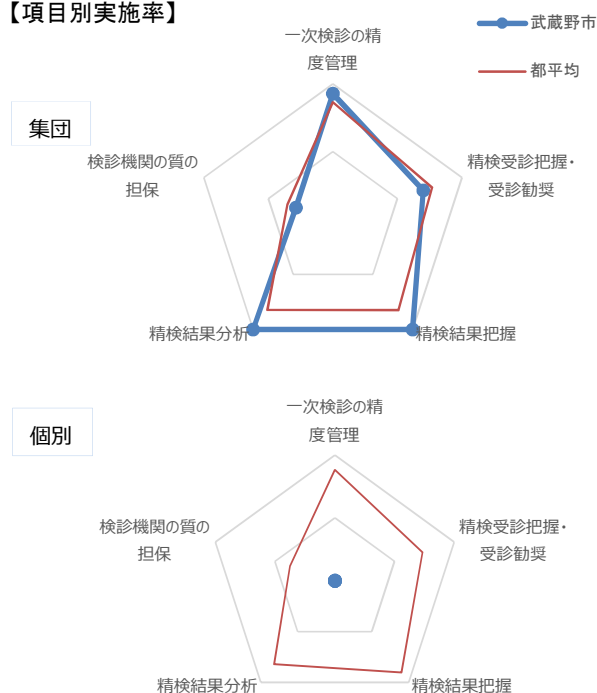 【項目別実施率】
武蔵野市
都平均
集団
一次検診の精
度管理
検診機関の質の
担保
精検受診把握・
受診勧奨
精検結果分析
精検結果把握
個別
一次検診の精
度管理
検診機関の質の
担保
精検受診把握・
受診勧奨
精検結果分析
精検結果把握